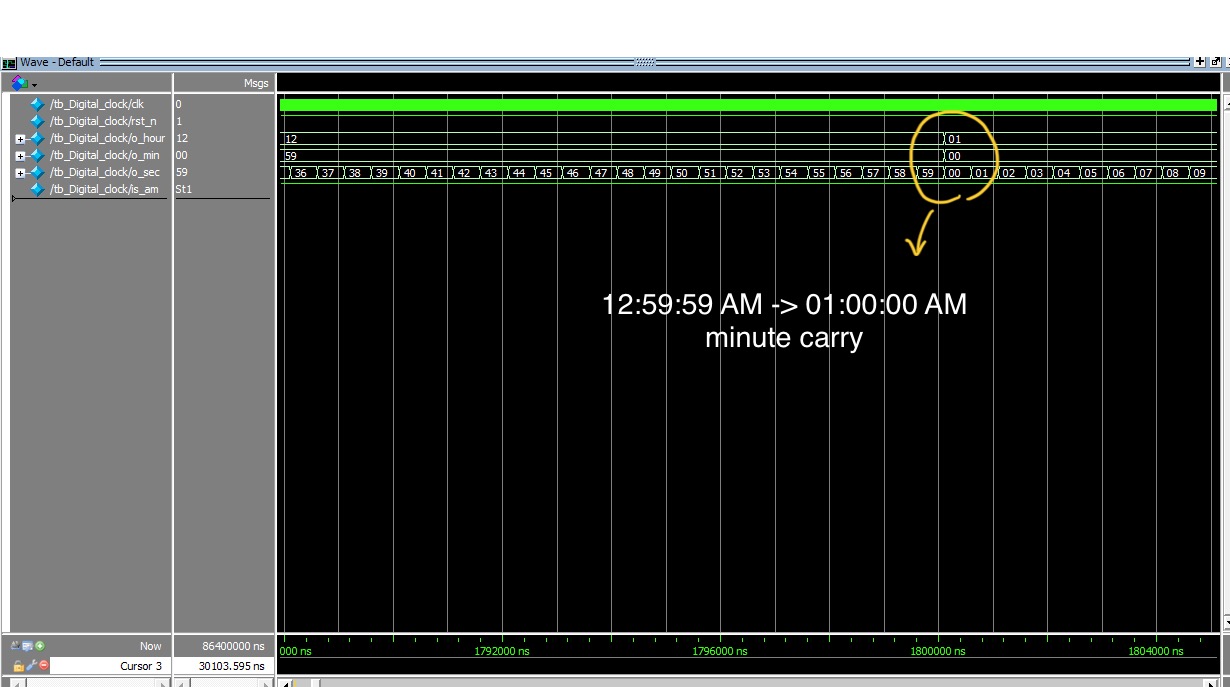 Wave - Default
Msgs
/tb_Digital_clock/clk 0
/tb_Digital_clock/rst_n 1
/tb_Digital_clock/o_hour 12 12 01
/tb_Digital_clock/o_min 00 59 00
/tb_Digital_clock/o_sec 59 36 37 38 39 40 41 42 43 44 45 46 47 48 49 50 51 52 53 54 55 56 57 58 59 00 01 02 03 04 05 06 07 08 09
/tb_Digital_clock/is_am St1
12:59:59 AM -> 01:00:00 AM
minute carry
Now 86400000 ns 000 ns 1792000 ns 1796000 ns 1800000 ns 1804000 ns
Cursor 3 30103.595 ns